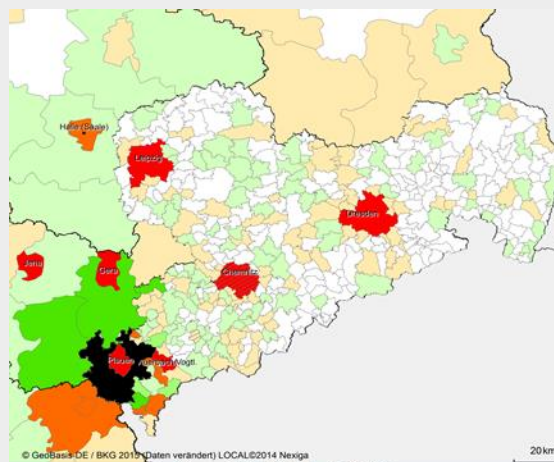 Halle (Saale)
Leipzig
Dresden
Jena
Gera
Chemnitz
Plauen
Auerbach/Vogtl.
© GeoBasis-DE / BKG 2015 (Daten verändert) LOCAL©2014 Nexiga
20 km